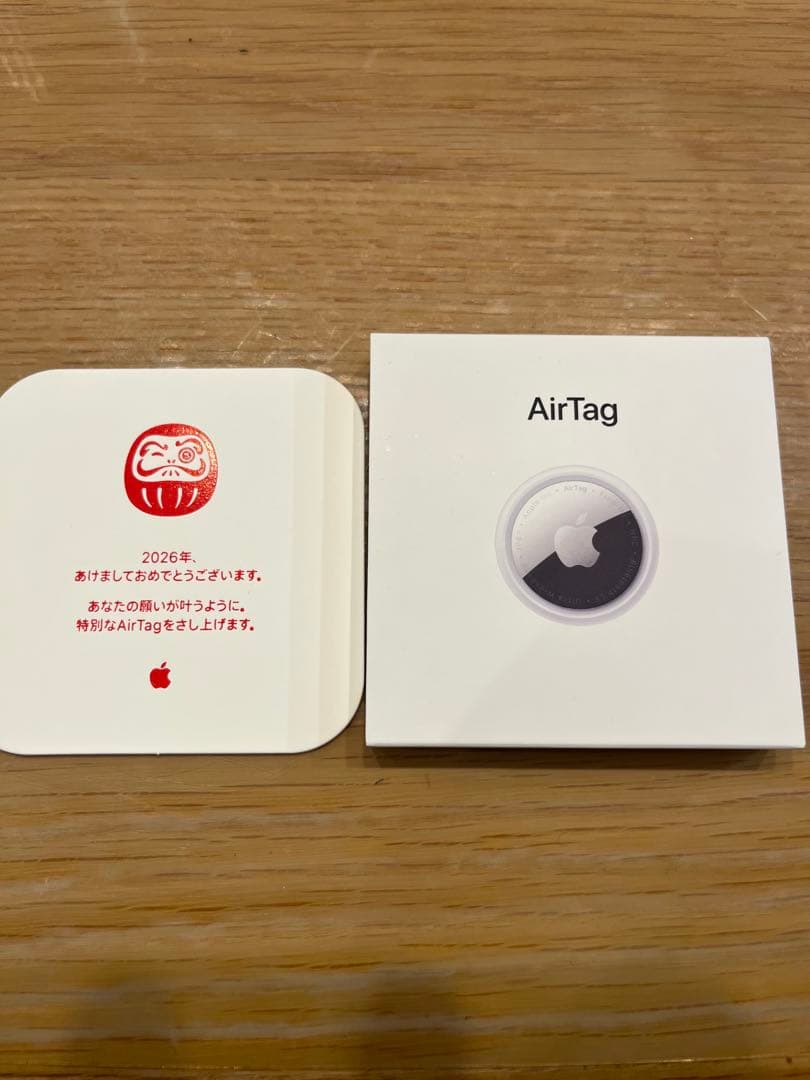 2026年、
あけましておめでとうございます。
あなたの願いが叶うように。
特別なAirTagをさし上げます。
AirTag
AirTag